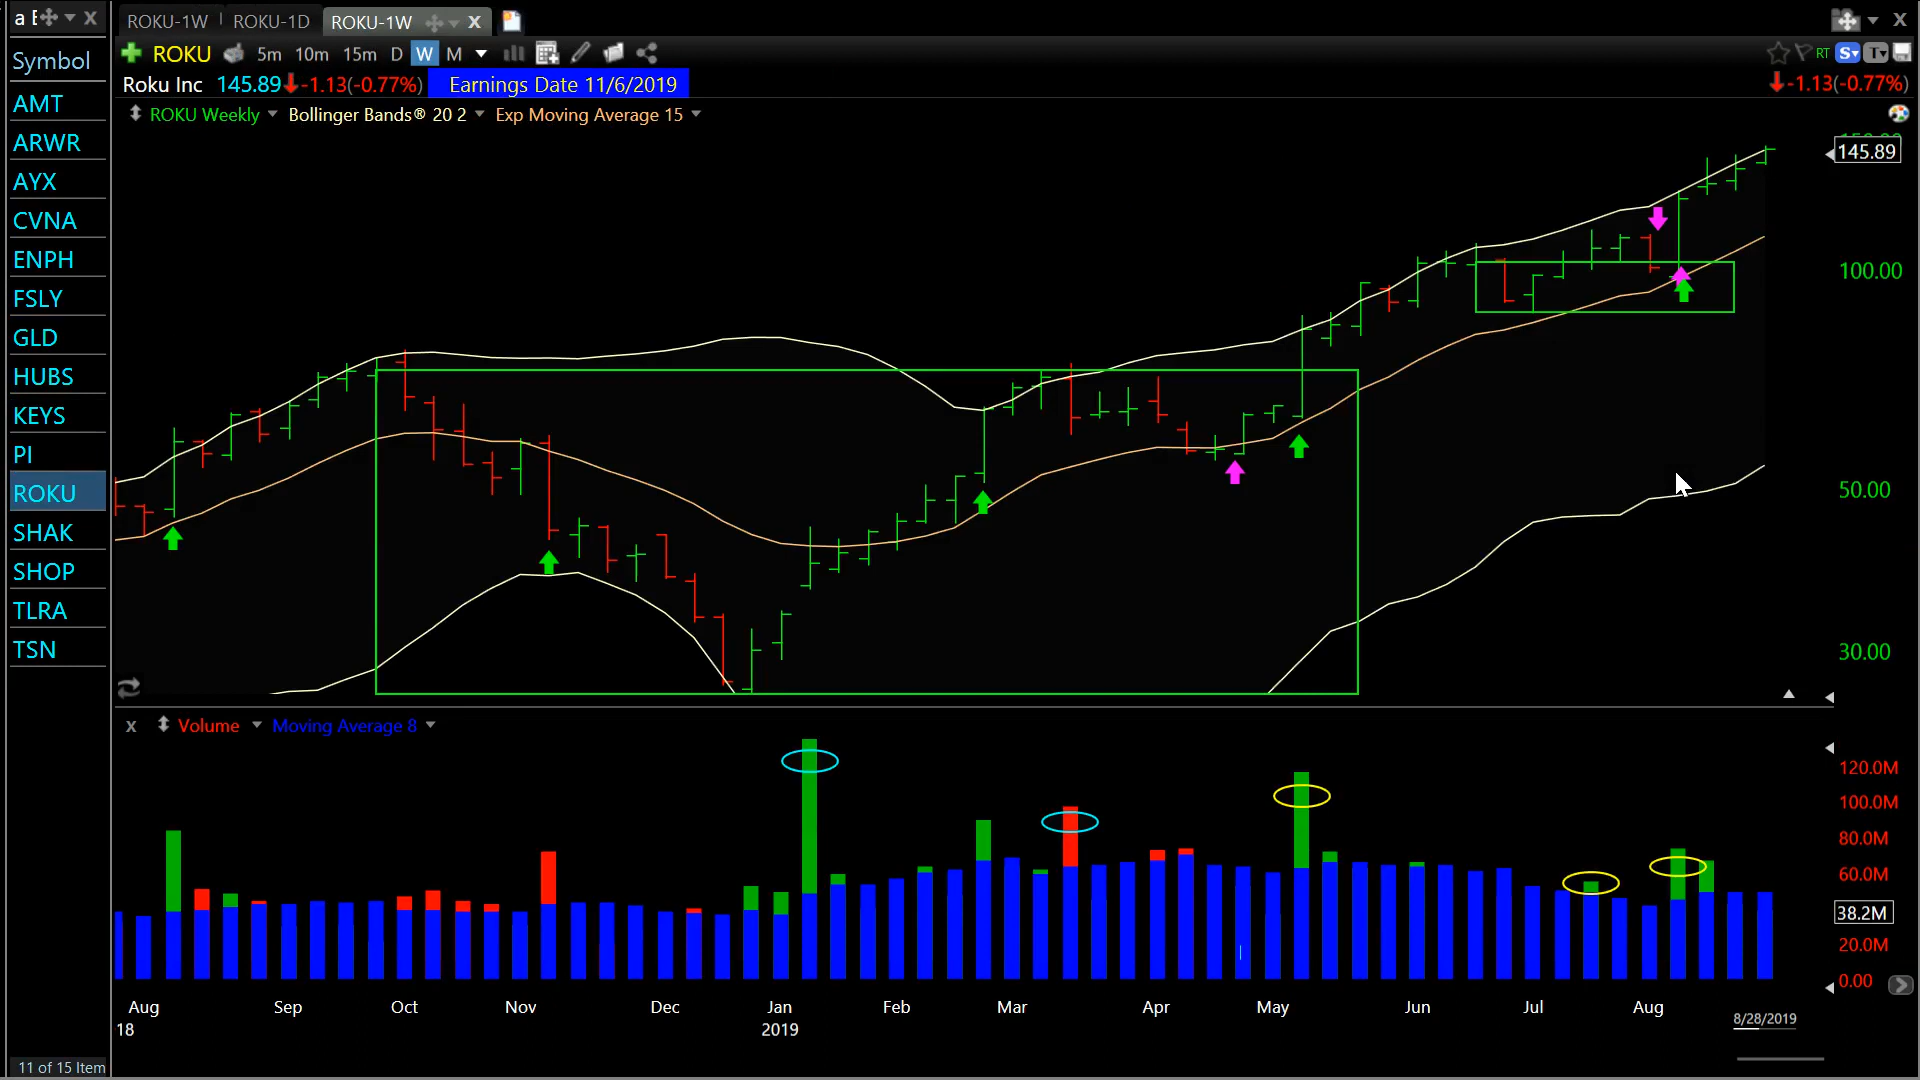 a E
ROKU-1W
ROKU-1D
ROKU-1W
X
Symbol
AMT
ARWR
AYX
CVNA
ENPH
FSLY
GLD
HUBS
KEYS
PI
ROKU
SHAK
SHOP
TLRA
TSN
11 of 15 Item
ROKU 5m 10m 15m D W M
RT S T
Roku Inc 145.89 -1.13(-0.77%) Earnings Date 11/6/2019
-1.13(-0.77%)
ROKU Weekly Bollinger Bands® 20 2 Exp Moving Average 15
145.89
100.00
50.00
30.00
x Volume Moving Average 8
120.0M
100.0M
80.0M
60.0M
38.2M
20.0M
0.00
Aug Sep Oct Nov Dec Jan Feb Mar Apr May Jun Jul Aug
18 2019 8/28/2019